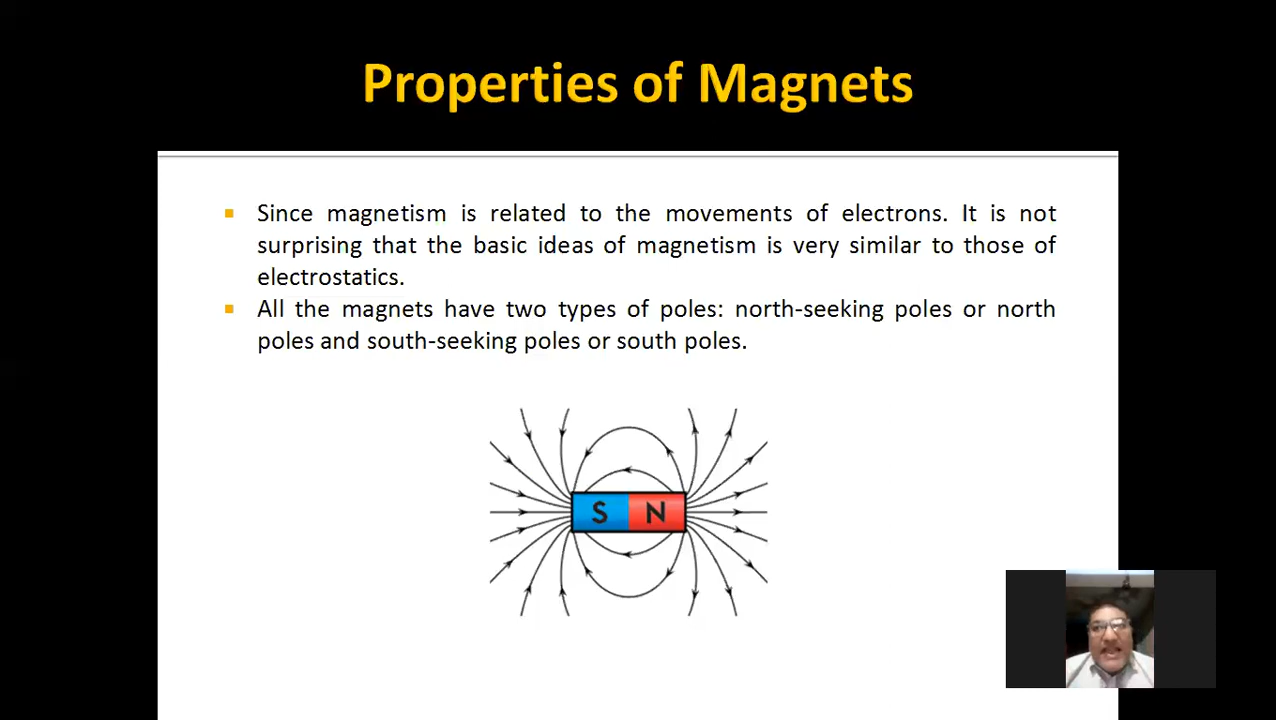 Properties of Magnets
Since magnetism is related to the movements of electrons. It is not
surprising that the basic ideas of magnetism is very similar to those of
electrostatics.
All the magnets have two types of poles: north-seeking poles or north
poles and south-seeking poles or south poles.
S N